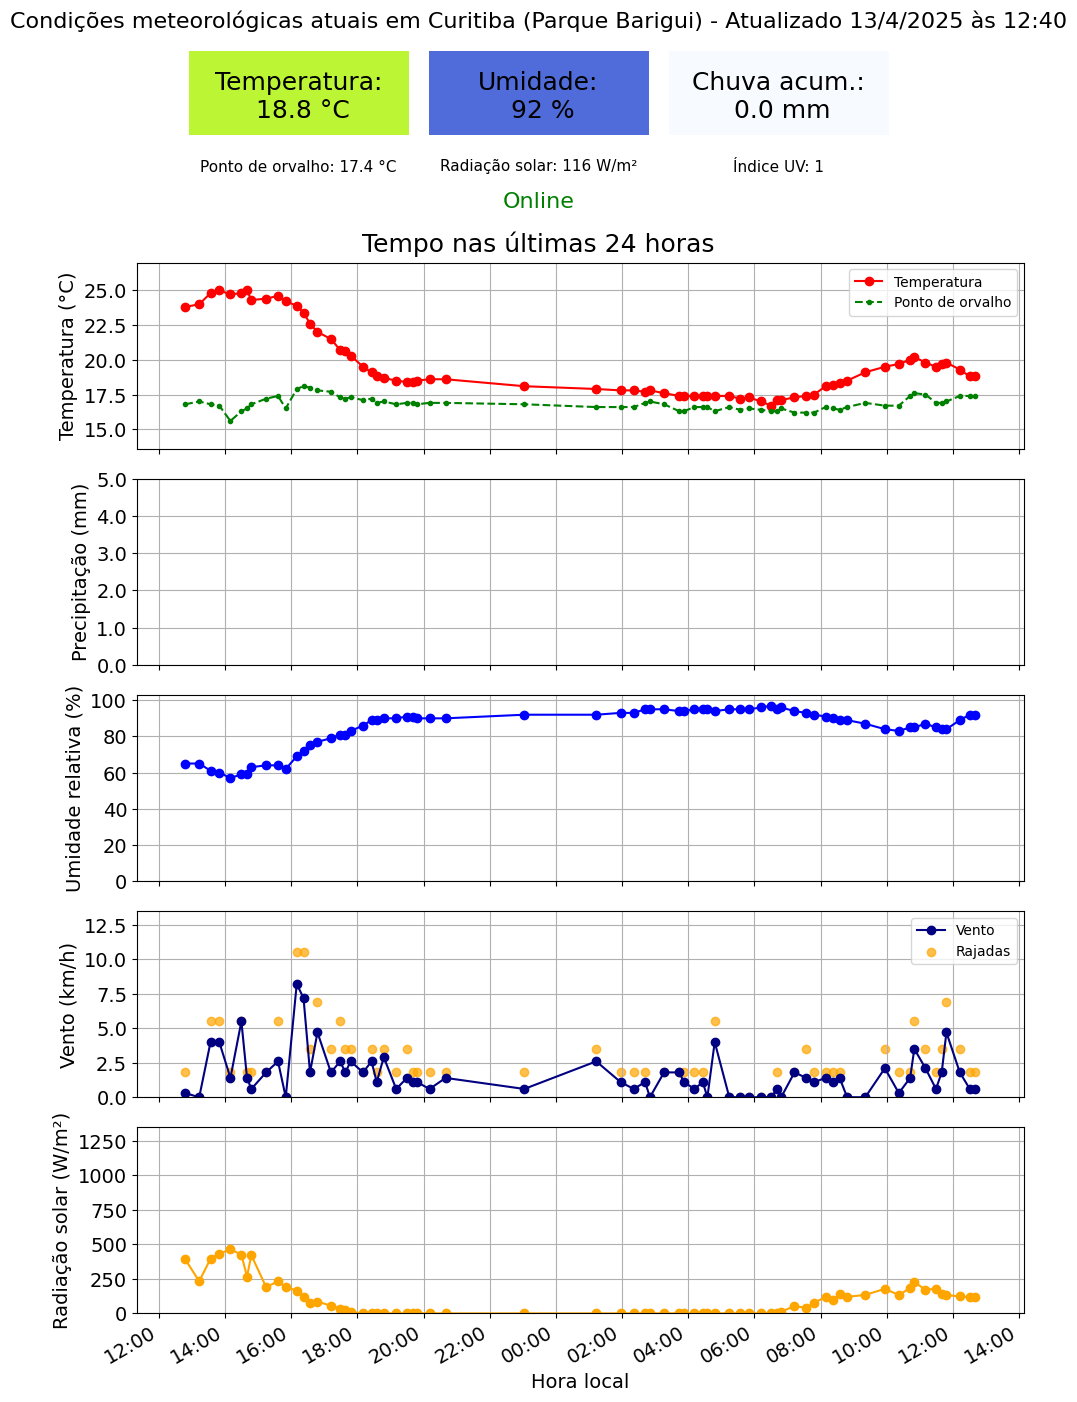 Condições meteorológicas atuais em Curitiba (Parque Barigui) - Atualizado 13/4/2025 às 12:40
Temperatura:
18.8 °C
Umidade:
92 %
Chuva acum.:
0.0 mm
Ponto de orvalho: 17.4 °C
Radiação solar: 116 W/m²
Índice UV: 1
Online
Tempo nas últimas 24 horas
Temperatura (°C)
25.0
22.5
20.0
17.5
15.0
Temperatura
Ponto de orvalho
Precipitação (mm)
5.0
4.0
3.0
2.0
1.0
0.0
Umidade relativa (%)
100
80
60
40
20
0
Vento (km/h)
12.5
10.0
7.5
5.0
2.5
0.0
Vento
Rajadas
Radiação solar (W/m²)
1250
1000
750
500
250
0
12:00
14:00
16:00
18:00
20:00
22:00
00:00
02:00
04:00
06:00
08:00
10:00
12:00
14:00
Hora local